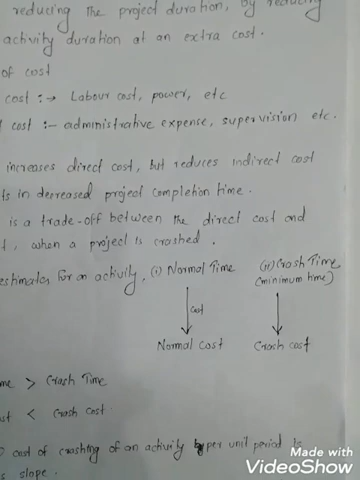 reducing the project duration, by reducing
activity duration at an extra cost.
of cost
cost :→ Labour cost, power, etc
cost :- administrative expense, supervision etc.
increases direct cost, but reduces indirect cost
ts in decreased project completion time.
is a trade-off between the direct cost and
t, when a project is crashed.
estimates for an activity, (i) Normal Time (ii) Crash Time
(minimum time)
cost
Normal Cost Crash cost
me > Crash Time
ost < Crash cost.
cost of crashing of an activity per unit period is
s slope.
Made with
VideoShow